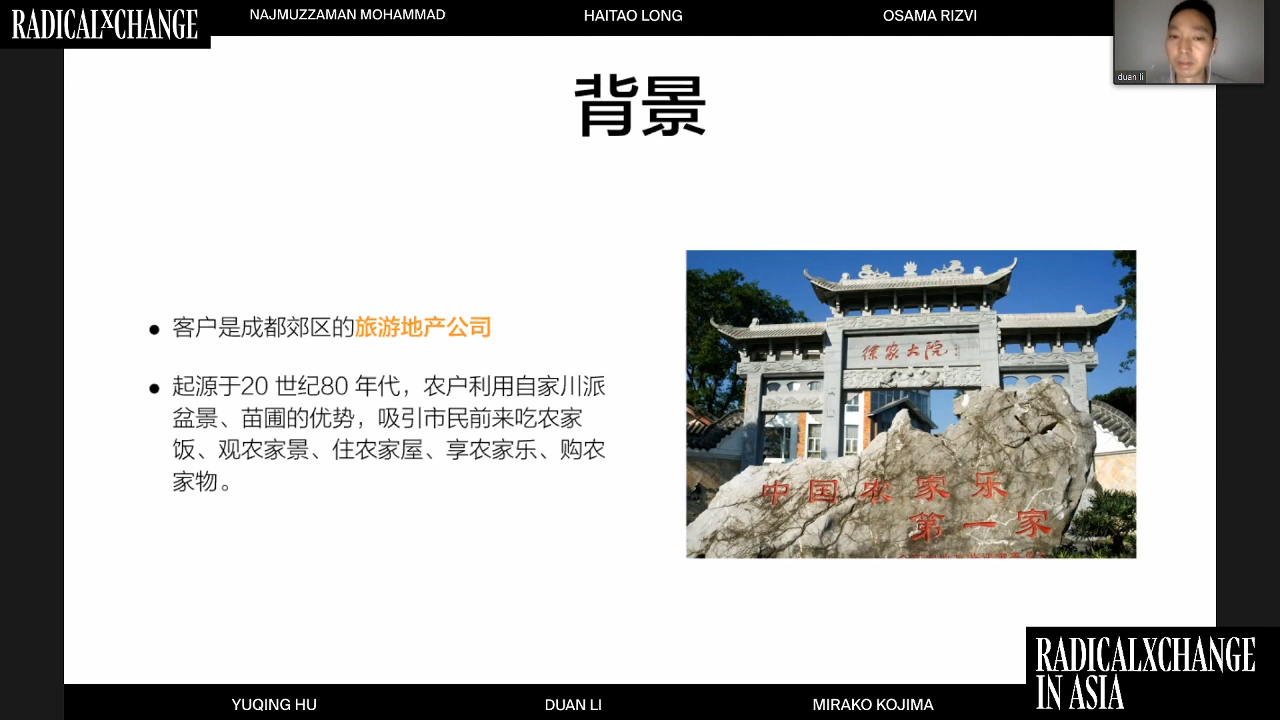 RADICALXCHANGE
NAJMUZZAMAN MOHAMMAD
HAITAO LONG
OSAMA RIZVI
duan li
背景
客户是成都郊区的旅游地产公司
起源于20 世纪80 年代，农户利用自家川派
盆景、苗圃的优势，吸引市民前来吃农家
饭、观农家景、住农家屋、享农家乐、购农
家物。
徐家大院
中国农家乐
第一家
YUQING HU
DUAN LI
MIRAKO KOJIMA
RADICALXCHANGE
IN ASIA